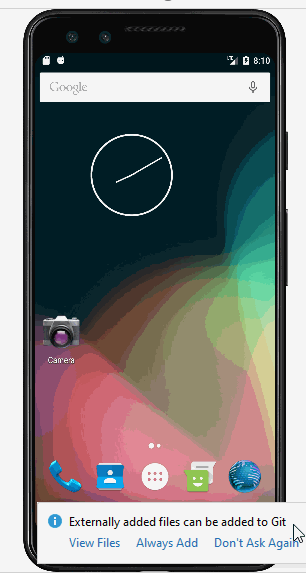 8:10
Google
Camera
Externally added files can be added to Git
View Files Always Add Don't Ask Again